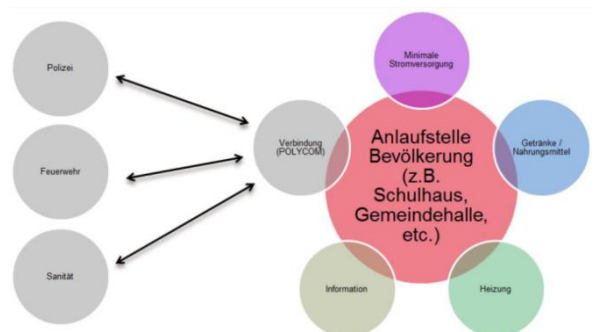 Polizei
Feuerwehr
Sanität
Verbindung
(POLYCOM)
Minimale
Stromversorgung
Anlaufstelle
Bevölkerung
(z.B.
Schulhaus,
Gemeindehalle,
etc.)
Getränke /
Nahrungsmittel
Information
Heizung